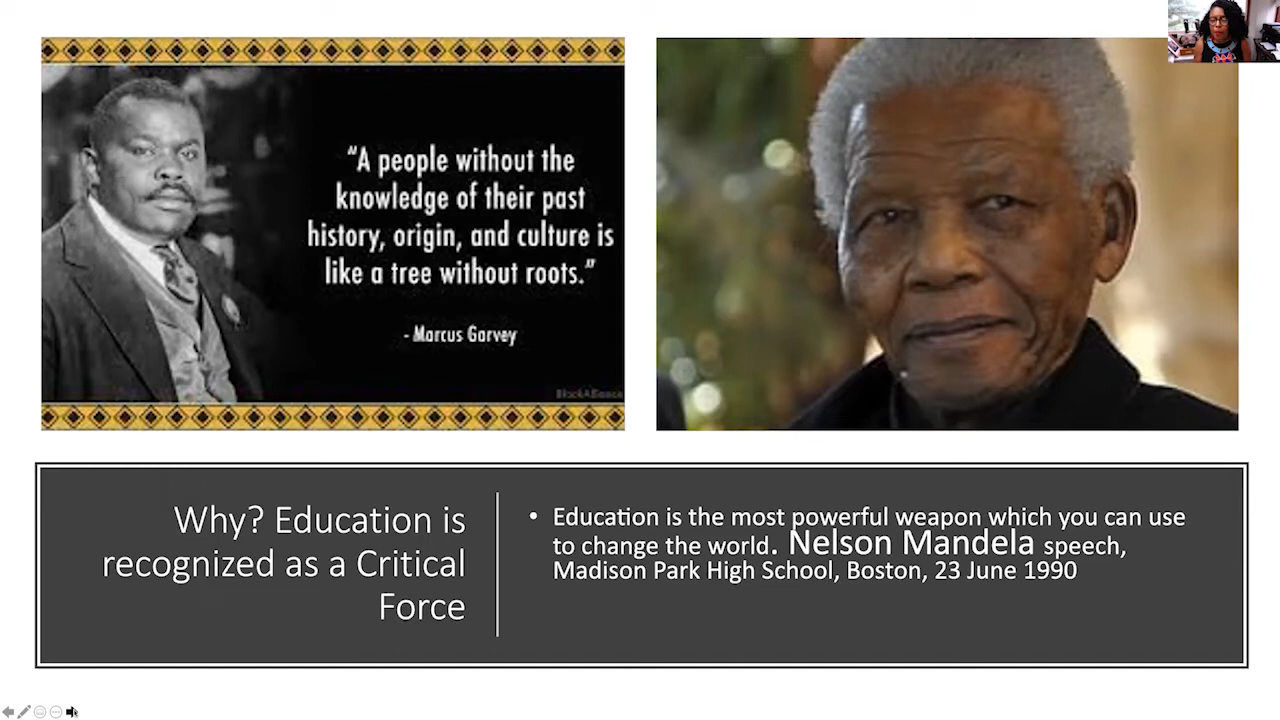 “A people without the
knowledge of their past
history, origin, and culture is
like a tree without roots.”
- Marcus Garvey
Why? Education is
recognized as a Critical
Force
• Education is the most powerful weapon which you can use
to change the world. Nelson Mandela speech,
Madison Park High School, Boston, 23 June 1990